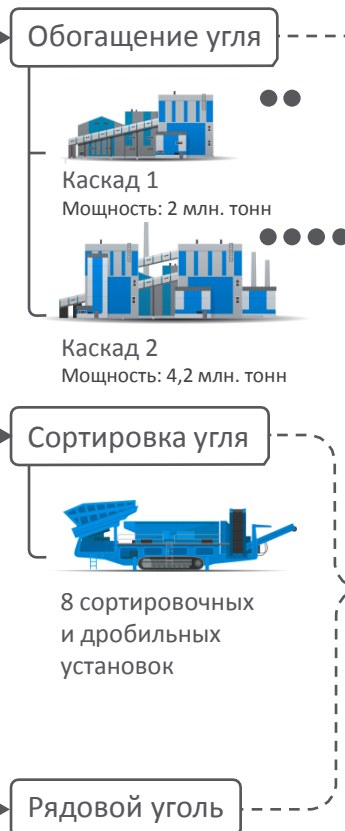 Обогащение угля
Каскад 1
Мощность: 2 млн. тонн
Каскад 2
Мощность: 4,2 млн. тонн
Сортировка угля
8 сортировочных
и дробильных
установок
Рядовой уголь